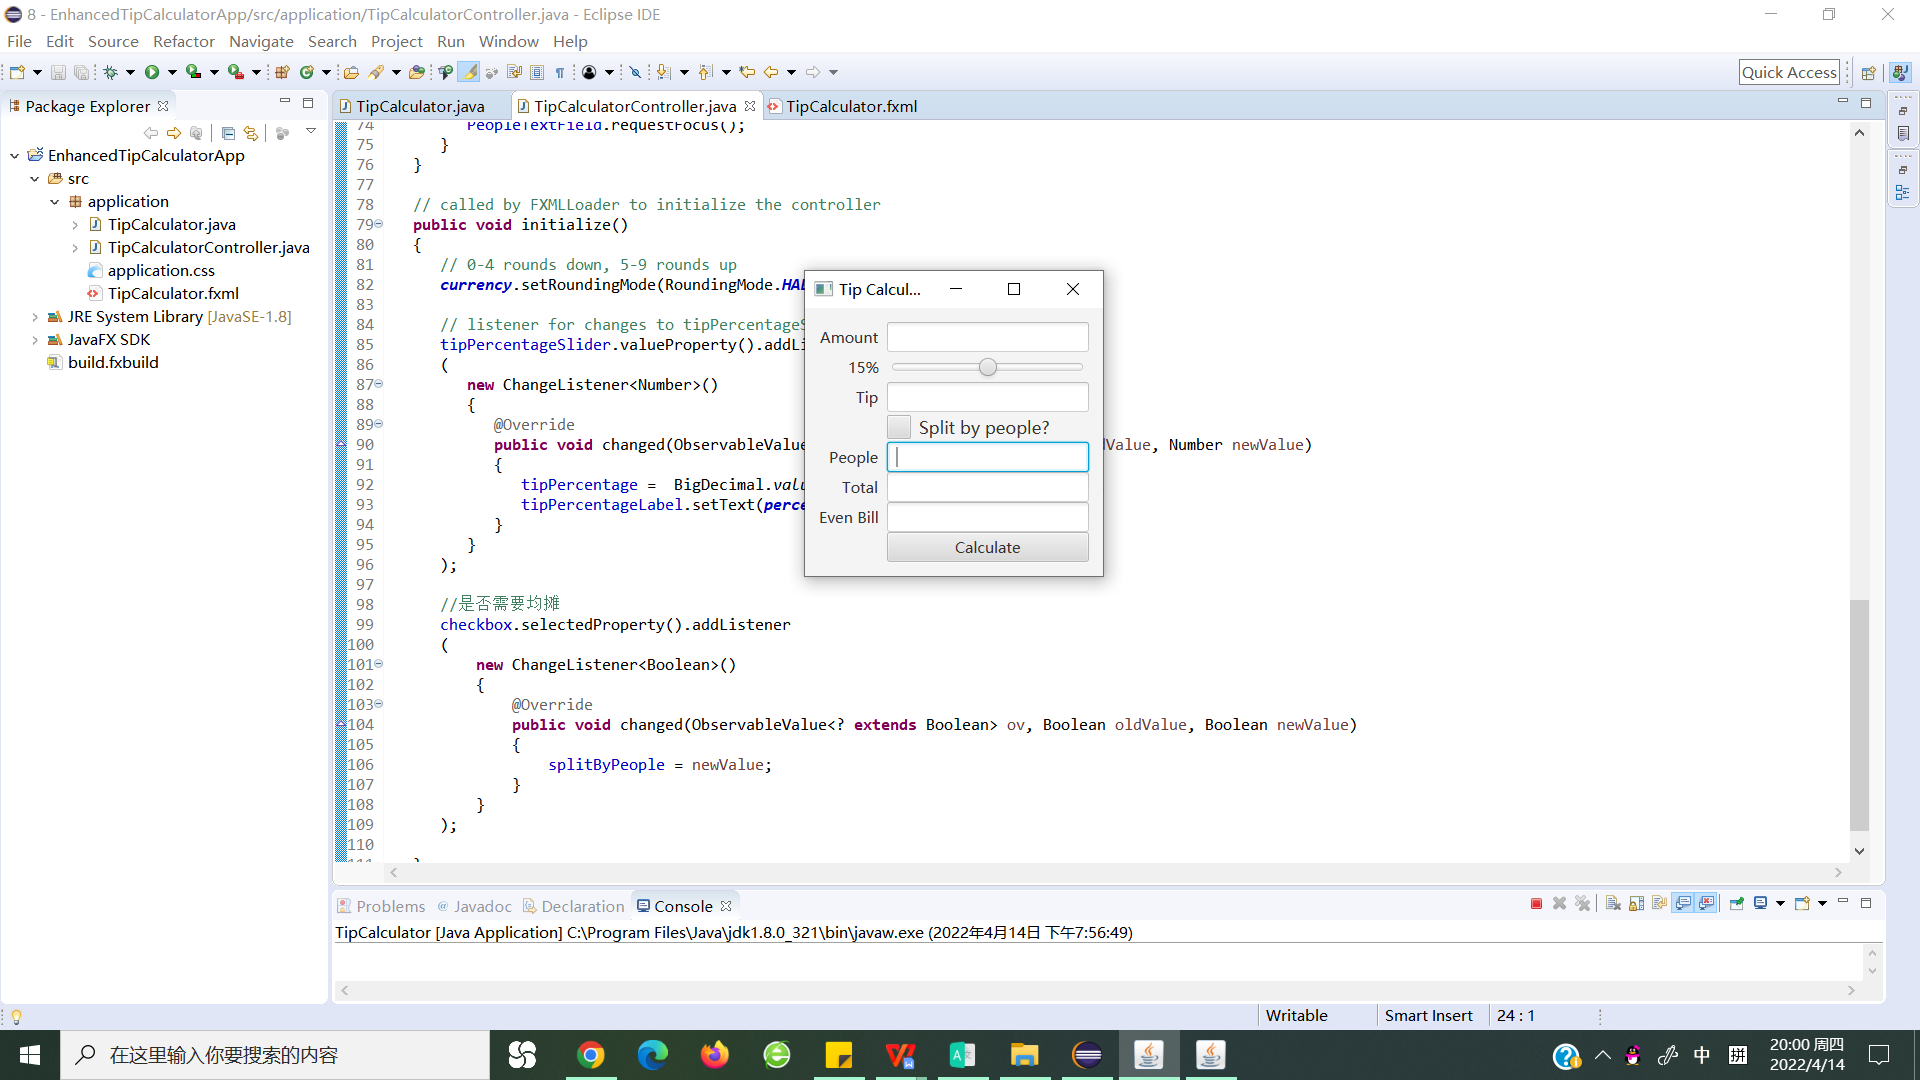 8 - EnhancedTipCalculatorApp/src/application/TipCalculatorController.java - Eclipse IDE
File Edit Source Refactor Navigate Search Project Run Window Help
Quick Access
Package Explorer
EnhancedTipCalculatorApp
src
application
TipCalculator.java
TipCalculatorController.java
application.css
TipCalculator.fxml
JRE System Library [JavaSE-1.8]
JavaFX SDK
build.fxbuild
TipCalculator.java TipCalculatorController.java TipCalculator.fxml
74 PeopleTextField.requestFocus();
75 }
76 }
77
78 // called by FXMLLoader to initialize the controller
79 public void initialize()
80 {
81 // 0-4 rounds down, 5-9 rounds up
82 currency.setRoundingMode(RoundingMode.HAL
83
84 // listener for changes to tipPercentageS
85 tipPercentageSlider.valueProperty().addLi
86 (
87 new ChangeListener<Number>()
88 {
89 @Override
90 public void changed(ObservableValue dValue, Number newValue)
91 {
92 tipPercentage = BigDecimal.valu
93 tipPercentageLabel.setText(perce
94 }
95 }
96 );
97
98 //是否需要均摊
99 checkbox.selectedProperty().addListener
100 (
101 new ChangeListener<Boolean>()
102 {
103 @Override
104 public void changed(ObservableValue<? extends Boolean> ov, Boolean oldValue, Boolean newValue)
105 {
106 splitByPeople = newValue;
107 }
108 }
109 );
110
111 }
Tip Calcul...
Amount
15%
Tip
Split by people?
People
Total
Even Bill
Calculate
Problems @ Javadoc Declaration Console
TipCalculator [Java Application] C:\Program Files\Java\jdk1.8.0_321\bin\javaw.exe (2022年4月14日 下午7:56:49)
Writable Smart Insert 24 : 1
在这里输入你要搜索的内容
中 拼
20:00 周四
2022/4/14